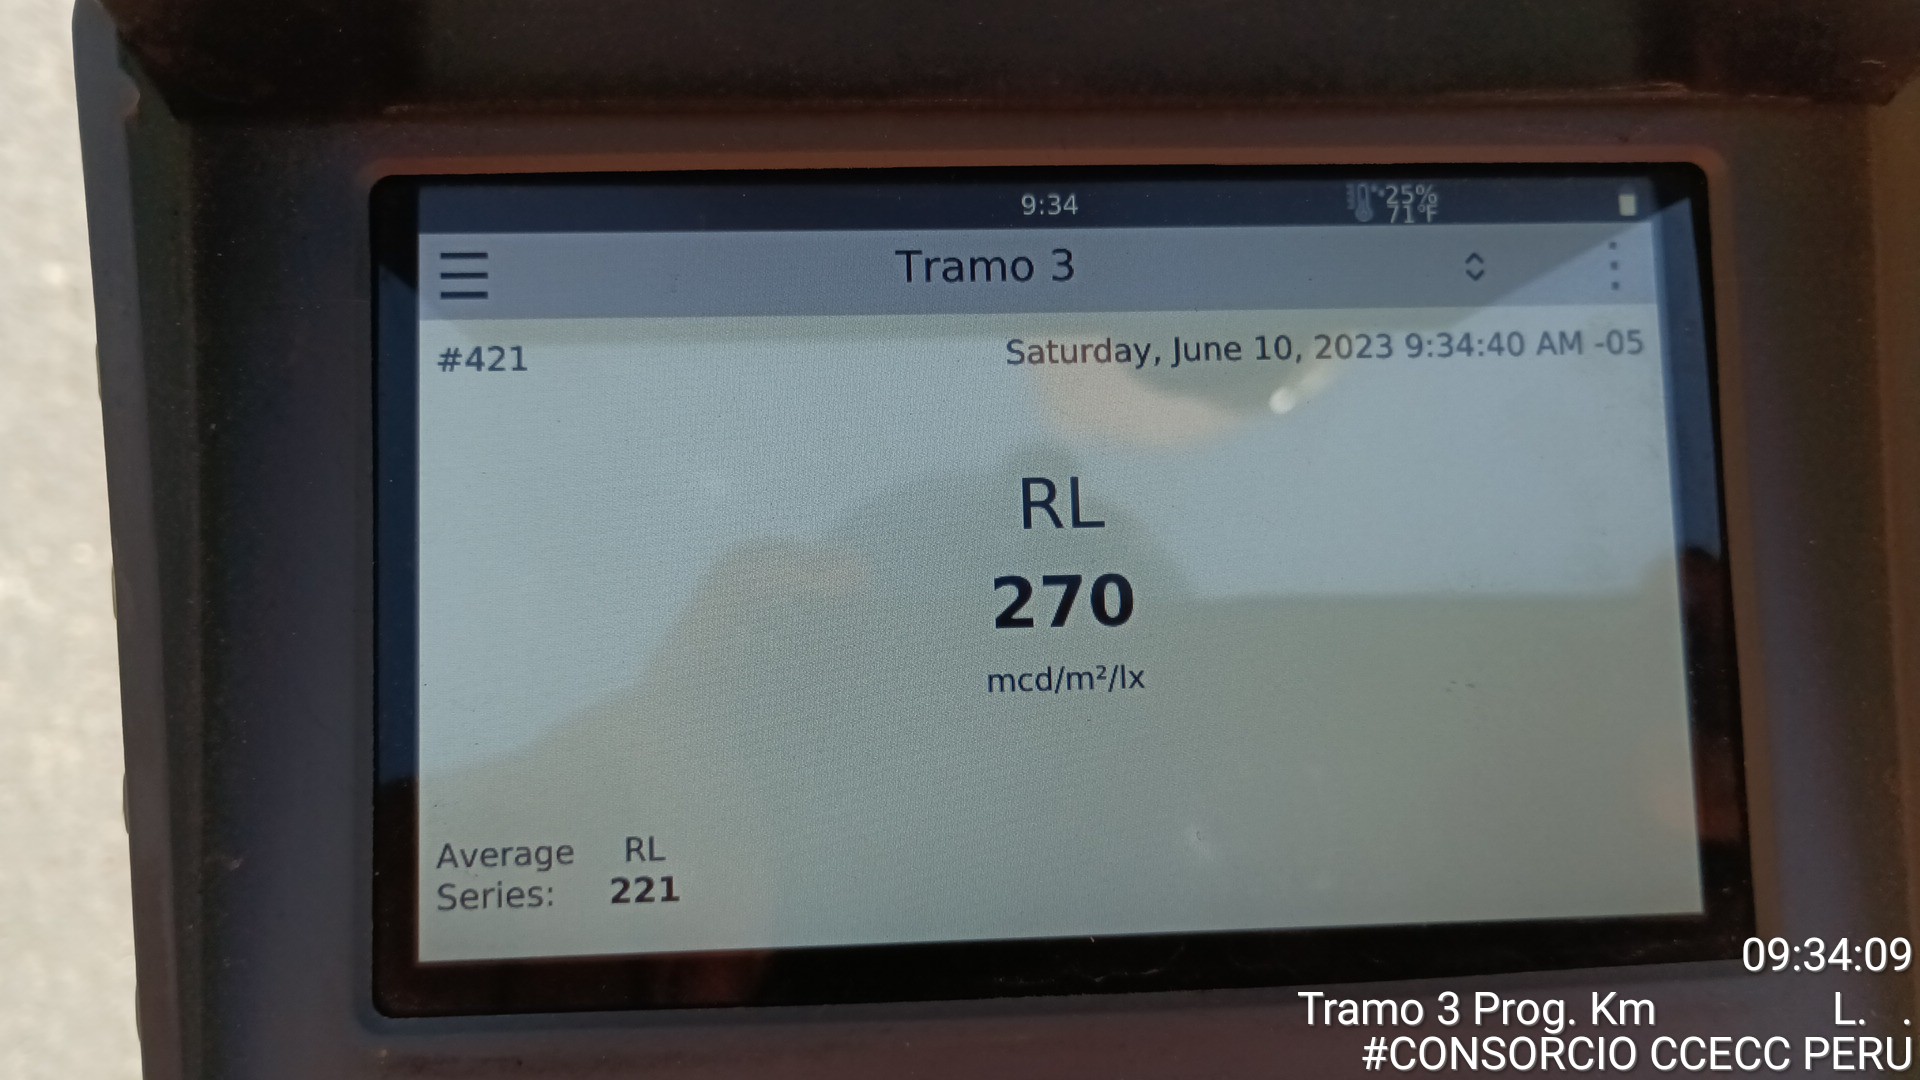 9:34
25%
71°F
Tramo 3
#421
Saturday, June 10, 2023 9:34:40 AM -05
RL
270
mcd/m²/lx
Average RL
Series: 221
09:34:09
Tramo 3 Prog. Km L. .
#CONSORCIO CCECC PERU